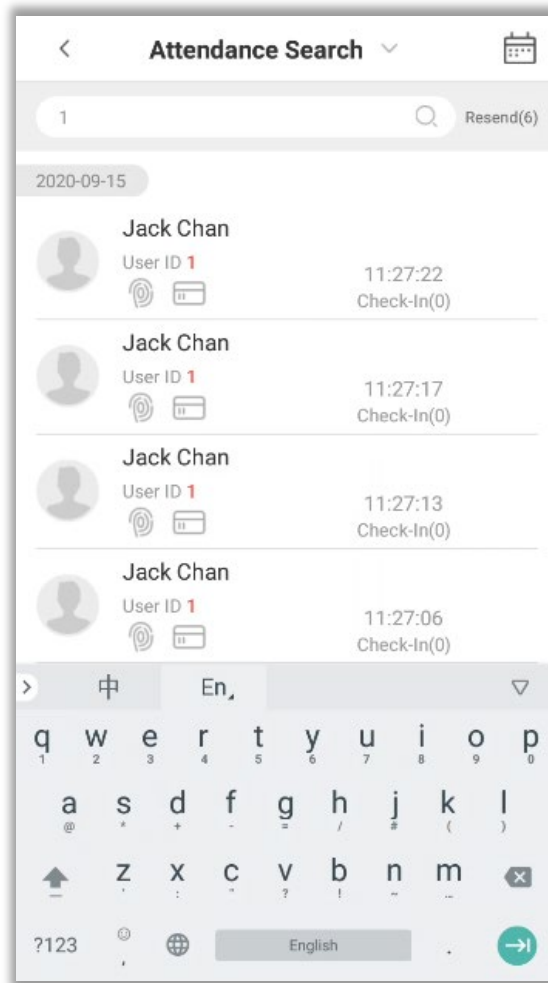 Attendance Search
1
Resend(6)
2020-09-15
Jack Chan
User ID 1
11:27:22
Check-In(0)
Jack Chan
User ID 1
11:27:17
Check-In(0)
Jack Chan
User ID 1
11:27:13
Check-In(0)
Jack Chan
User ID 1
11:27:06
Check-In(0)
中 En
q w e r t y u i o p
1 2 3 4 5 6 7 8 9 0
a s d f g h j k l
@ * + - = / # ( )
z x c v b n m
' : " ? ! ~ …
?123 , English .